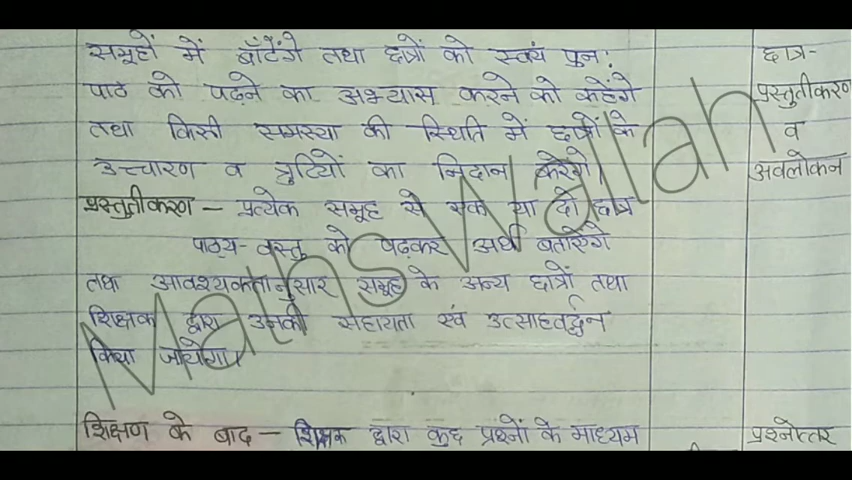 समूहों में बाँटेंगे तथा छात्रों को स्वयं पुन:
छात्र-
पाठ को पढ़ने का अभ्यास करने को कहेंगे
प्रस्तुतीकरण
तथा किसी समस्या की स्थिति में छात्रों के
व
उच्चारण व त्रुटियों का निदान करेंगे।
अवलोकन
प्रस्तुतीकरण – प्रत्येक समूह से एक या दो छात्र
पाठ्य-वस्तु को पढ़कर अर्थ बताएंगे
तथा आवश्यकतानुसार समूह के अन्य छात्रों तथा
शिक्षक द्वारा उनकी सहायता एवं उत्साहवर्द्धन
किया जायेगा।
शिक्षण के बाद – शिक्षक द्वारा कुछ प्रश्नों के माध्यम
प्रश्नोत्तर
Maths Wallah